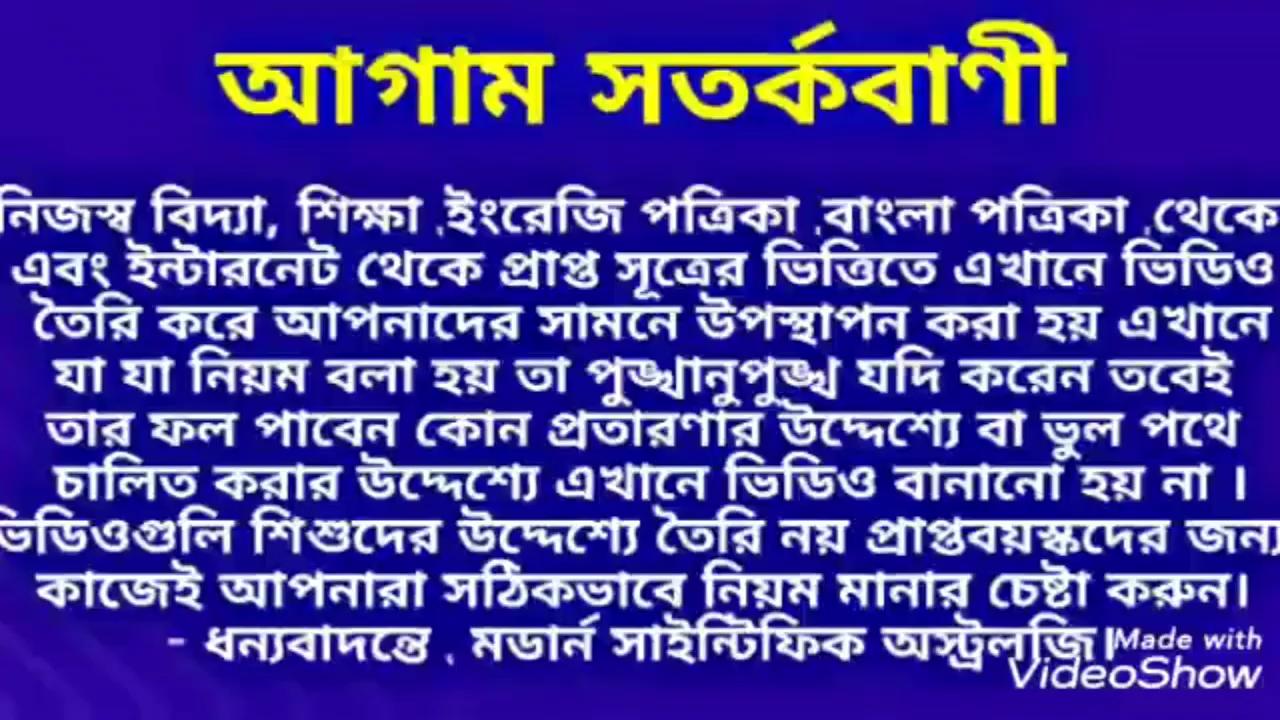 আগাম সতর্কবাণী
নিজস্ব বিদ্যা, শিক্ষা ,ইংরেজি পত্রিকা ,বাংলা পত্রিকা ,থেকে
এবং ইন্টারনেট থেকে প্রাপ্ত সূত্রের ভিত্তিতে এখানে ভিডিও
তৈরি করে আপনাদের সামনে উপস্থাপন করা হয় এখানে
যা যা নিয়ম বলা হয় তা পুঙ্খানুপুঙ্খ যদি করেন তবেই
তার ফল পাবেন কোন প্রতারণার উদ্দেশ্যে বা ভুল পথে
চালিত করার উদ্দেশ্যে এখানে ভিডিও বানানো হয় না ।
ভিডিওগুলি শিশুদের উদ্দেশ্যে তৈরি নয় প্রাপ্তবয়স্কদের জন্য
কাজেই আপনারা সঠিকভাবে নিয়ম মানার চেষ্টা করুন।
- ধন্যবাদন্তে , মডার্ন সাইন্টিফিক অস্ট্রলজি।
Made with
VideoShow